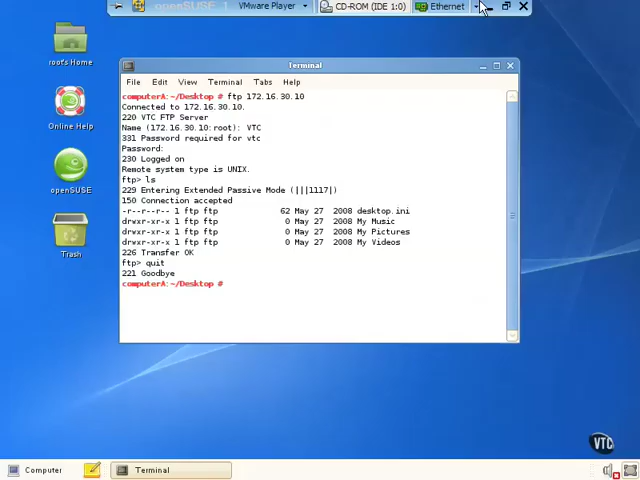 openSUSE 1
VMware Player
CD-ROM (IDE 1:0)
Ethernet
root's Home
Online Help
openSUSE
Trash
Terminal
File Edit View Terminal Tabs Help
computerA:~/Desktop # ftp 172.16.30.10
Connected to 172.16.30.10.
220 VTC FTP Server
Name (172.16.30.10:root): VTC
331 Password required for vtc
Password:
230 Logged on
Remote system type is UNIX.
ftp> ls
229 Entering Extended Passive Mode (|||1117|)
150 Connection accepted
-r--r--r-- 1 ftp ftp 62 May 27 2008 desktop.ini
drwxr-xr-x 1 ftp ftp 0 May 27 2008 My Music
drwxr-xr-x 1 ftp ftp 0 May 27 2008 My Pictures
drwxr-xr-x 1 ftp ftp 0 May 27 2008 My Videos
226 Transfer OK
ftp> quit
221 Goodbye
computerA:~/Desktop #
VTC
Computer
Terminal